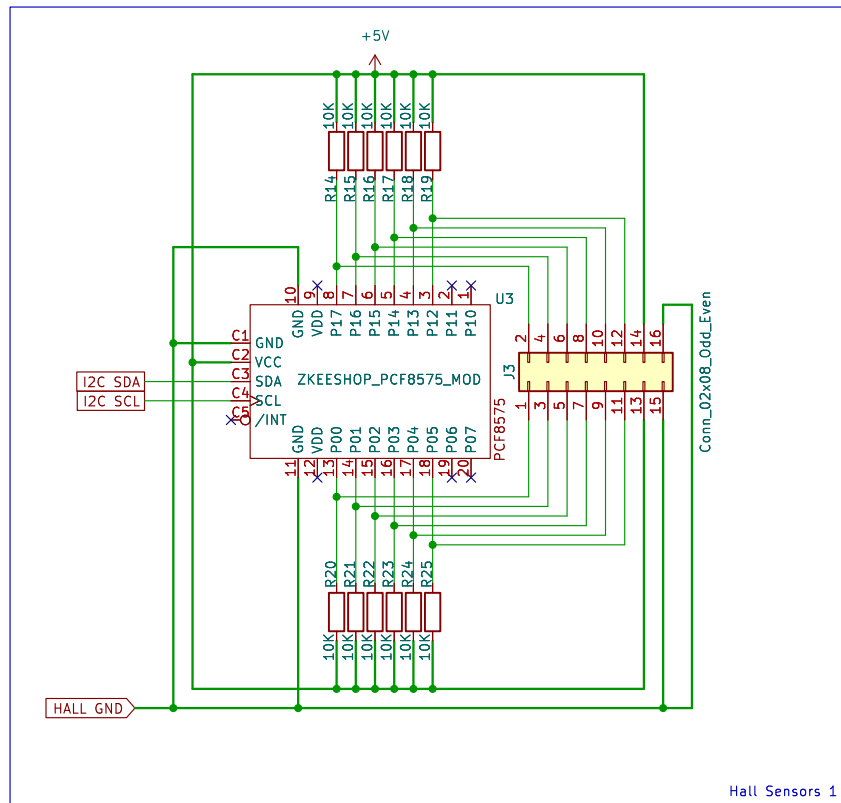 +5V
10K 10K 10K 10K 10K 10K
R14 R15 R16 R17 R18 R19
10 9 8 7 6 5 4 3 2 1
U3
GND VDD P17 P16 P15 P14 P13 P12 P11 P10
C1 GND
C2 VCC
C3 SDA
C4 SCL
C5 /INT
I2C SDA
I2C SCL
ZKEESHOP_PCF8575_MOD
PCF8575
GND VDD P00 P01 P02 P03 P04 P05 P06 P07
11 12 13 14 15 16 17 18 19 20
2 4 6 8 10 12 14 16
J3
1 3 5 7 9 11 13 15
Conn_02x08_Odd_Even
R20 R21 R22 R23 R24 R25
10K 10K 10K 10K 10K 10K
HALL GND
Hall Sensors 1